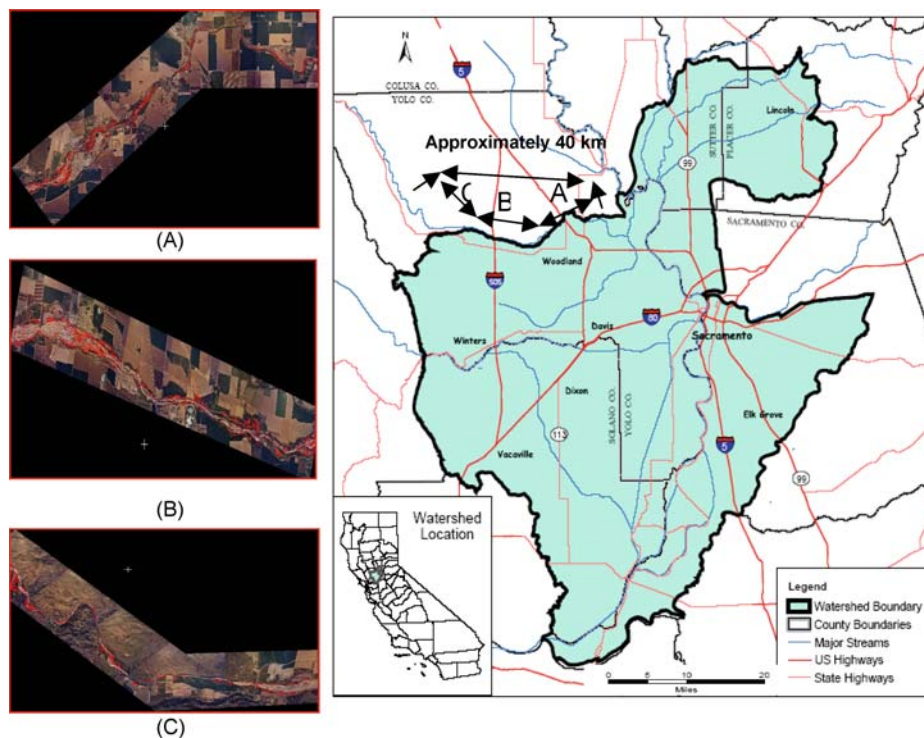 (A)
(B)
(C)
N
5
COLUSA CO.
YOLO CO.
Approximately 40 km
C
B
A
Lincoln
SUTTER CO.
PLACER CO.
99
SACRAMENTO CO.
Woodland
505
80
Davis
Winters
Sacramento
Dixon
SOLANO CO.
YOLO CO.
Elk Grove
113
5
Vacaville
99
Watershed
Location
Legend
Watershed Boundary
County Boundaries
Major Streams
US Highways
State Highways
0 5 10 20
Miles